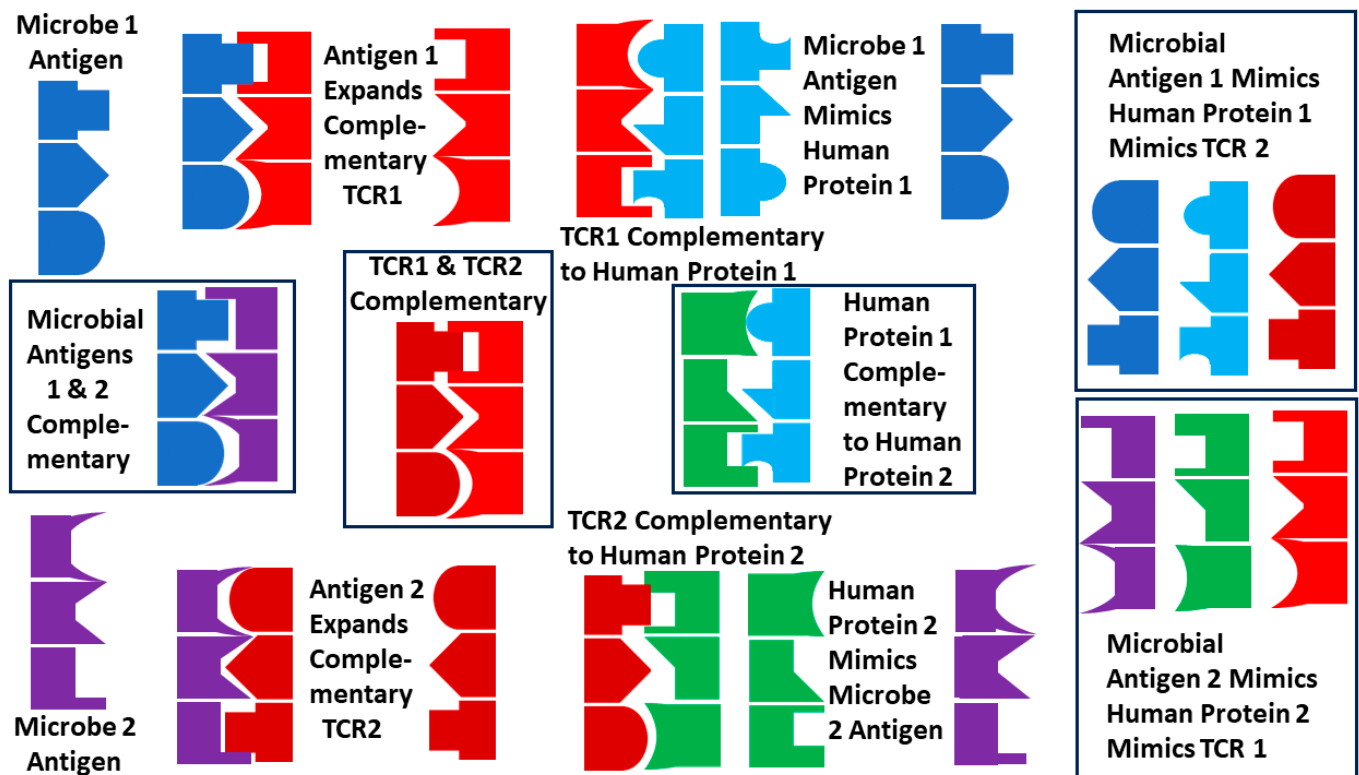 Microbe 1
Antigen
Antigen 1
Expands
Comple-
mentary
TCR1
Microbe 1
Antigen
Mimics
Human
Protein 1
Microbial
Antigen 1 Mimics
Human Protein 1
Mimics TCR 2
TCR1 Complementary
to Human Protein 1
Microbial
Antigens
1 & 2
Comple-
mentary
TCR1 & TCR2
Complementary
Human
Protein 1
Comple-
mentary
to Human
Protein 2
TCR2 Complementary
to Human Protein 2
Microbe 2
Antigen
Antigen 2
Expands
Comple-
mentary
TCR2
Human
Protein 2
Mimics
Microbe
2 Antigen
Microbial
Antigen 2 Mimics
Human Protein 2
Mimics TCR 1